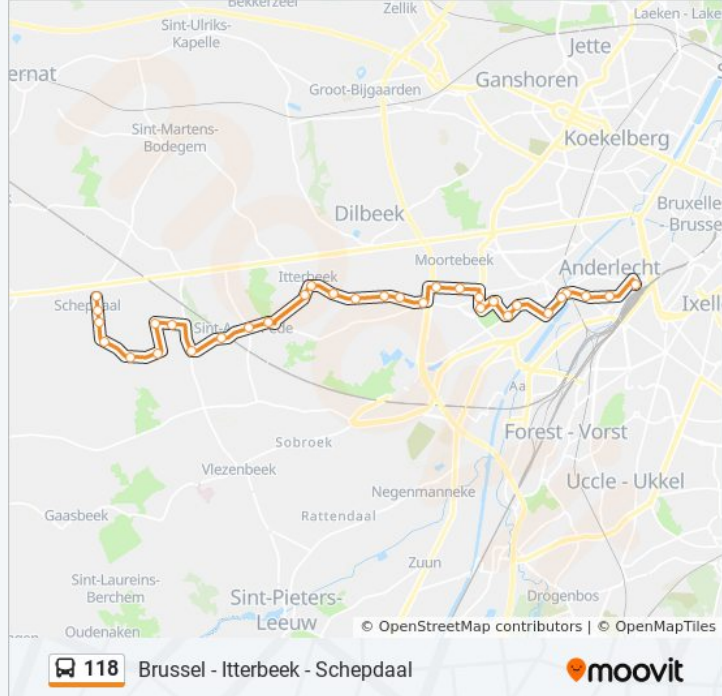 Bekkerzeel
Zellik
Laeken - Lake
Sint-Ulriks-
Kapelle
Jette
ernat
Groot-Bijgaarden
Ganshoren
Sint-Martens-
Bodegem
Koekelberg
Dilbeek
Bruxelle
Brusse
Moortebeek
Anderlecht
Itterbeek
Schepdaal
Ixell
Aa
Forest - Vorst
Sobroek
Vlezenbeek
Uccle - Ukkel
Negenmanneke
Gaasbeek
Rattendaal
Zuun
Sint-Laureins-
Berchem
Sint-Pieters-
Leeuw
Drogenbos
Oudenaken
© OpenStreetMap contributors | © OpenMapTiles
118 Brussel - Itterbeek - Schepdaal
moovit